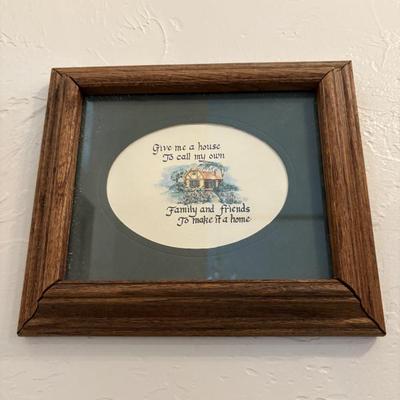 Give me a house
To call my own
Family and friends
To make it a home